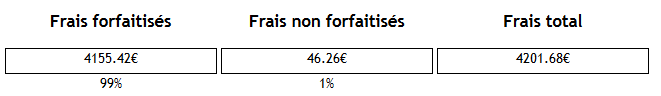 Frais forfaitisés Frais non forfaitisés Frais total
4155.42€ 46.26€ 4201.68€
99% 1%